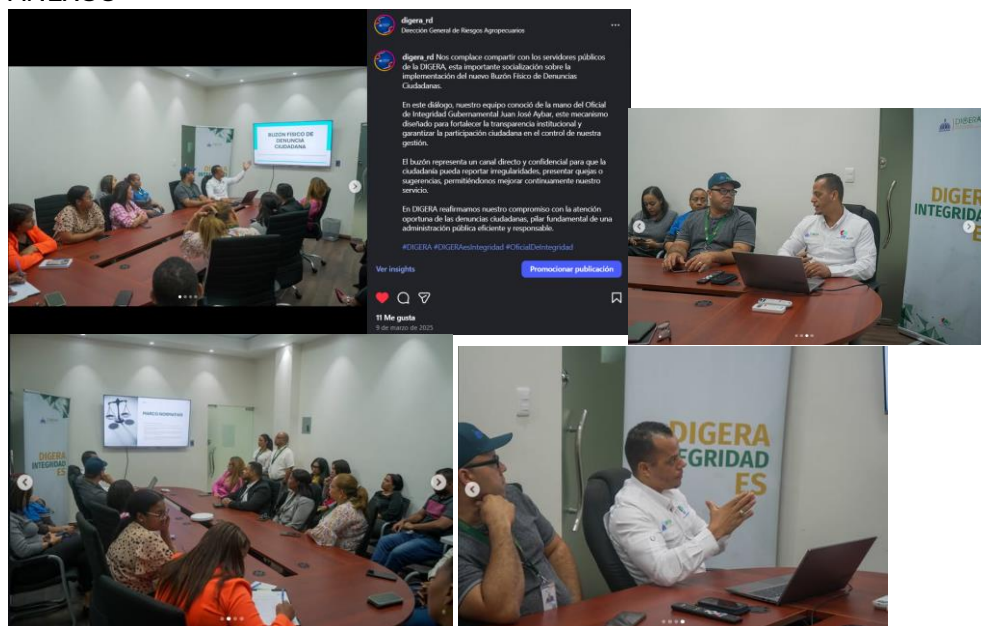 digera_rd
Dirección General de Riesgos Agropecuarios
digera_rd Nos complace compartir con los servidores públicos
de la DIGERA, esta importante socialización sobre la
implementación del nuevo Buzón Físico de Denuncias
Ciudadanas.
En este diálogo, nuestro equipo conoció de la mano del Oficial
de Integridad Gubernamental Juan José Aybar, este mecanismo
diseñado para fortalecer la transparencia institucional y
garantizar la participación ciudadana en el control de nuestra
gestión.
El buzón representa un canal directo y confidencial para que la
ciudadanía pueda reportar irregularidades, presentar quejas o
sugerencias, permitiéndonos mejorar continuamente nuestro
servicio.
En DIGERA reafirmamos nuestro compromiso con la atención
oportuna de las denuncias ciudadanas, pilar fundamental de una
administración pública eficiente y responsable.
#DIGERA #DIGERAesIntegridad #OficialDeIntegridad
Ver insights
Promocionar publicación
11 Me gusta
9 de marzo de 2025
BUZÓN FÍSICO DE
DENUNCIA
CIUDADANA
DIGERA
DIGER
INTEGRIDA
E
MARCO NORMATIVO
DIGERA
INTEGRIDAD
ES
DIGERA
EGRIDAD
ES